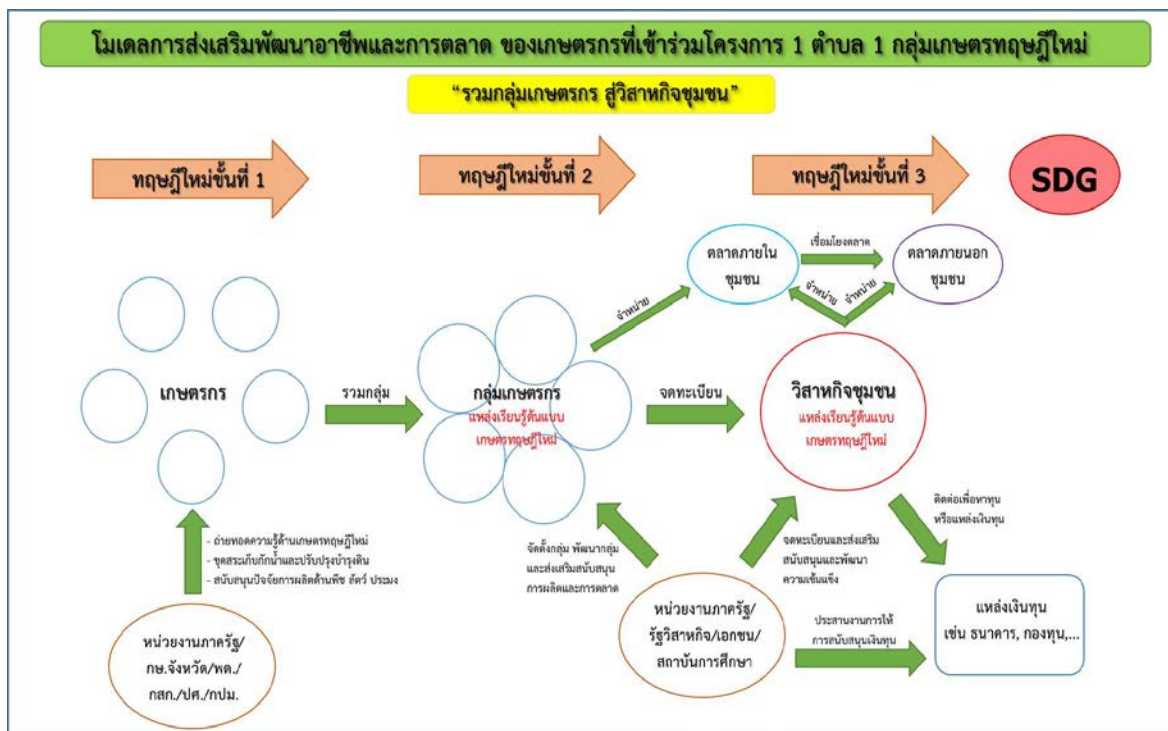 โมเดลการส่งเสริมพัฒนาอาชีพและการตลาด ของเกษตรกรที่เข้าร่วมโครงการ 1 ตำบล 1 กลุ่มเกษตรทฤษฎีใหม่
“รวมกลุ่มเกษตรกร สู่วิสาหกิจชุมชน”
ทฤษฎีใหม่ขั้นที่ 1
ทฤษฎีใหม่ขั้นที่ 2
ทฤษฎีใหม่ขั้นที่ 3
SDG
ตลาดภายใน
ชุมชน
เชื่อมโยงตลาด
ตลาดภายนอก
ชุมชน
จำหน่าย
จำหน่าย
จำหน่าย
เกษตรกร
รวมกลุ่ม
กลุ่มเกษตรกร
แหล่งเรียนรู้ต้นแบบ
เกษตรทฤษฎีใหม่
จดทะเบียน
วิสาหกิจชุมชน
แหล่งเรียนรู้ต้นแบบ
เกษตรทฤษฎีใหม่
- ถ่ายทอดความรู้ด้านเกษตรทฤษฎีใหม่
- ขุดสระเก็บกักน้ำและปรับปรุงบำรุงดิน
- สนับสนุนปัจจัยการผลิตด้านพืช สัตว์ ประมง
หน่วยงานภาครัฐ/
กษ.จังหวัด/พด./
กสก./ปศ./กปม.
จัดตั้งกลุ่ม พัฒนากลุ่ม
และส่งเสริมสนับสนุน
การผลิตและการตลาด
จดทะเบียนและส่งเสริม
สนับสนุนและพัฒนา
ความเข้มแข็ง
ติดต่อเพื่อหาทุน
หรือแหล่งเงินทุน
หน่วยงานภาครัฐ/
รัฐวิสาหกิจ/เอกชน/
สถาบันการศึกษา
ประสานงานการให้
การสนับสนุนเงินทุน
แหล่งเงินทุน
เช่น ธนาคาร, กองทุน,...